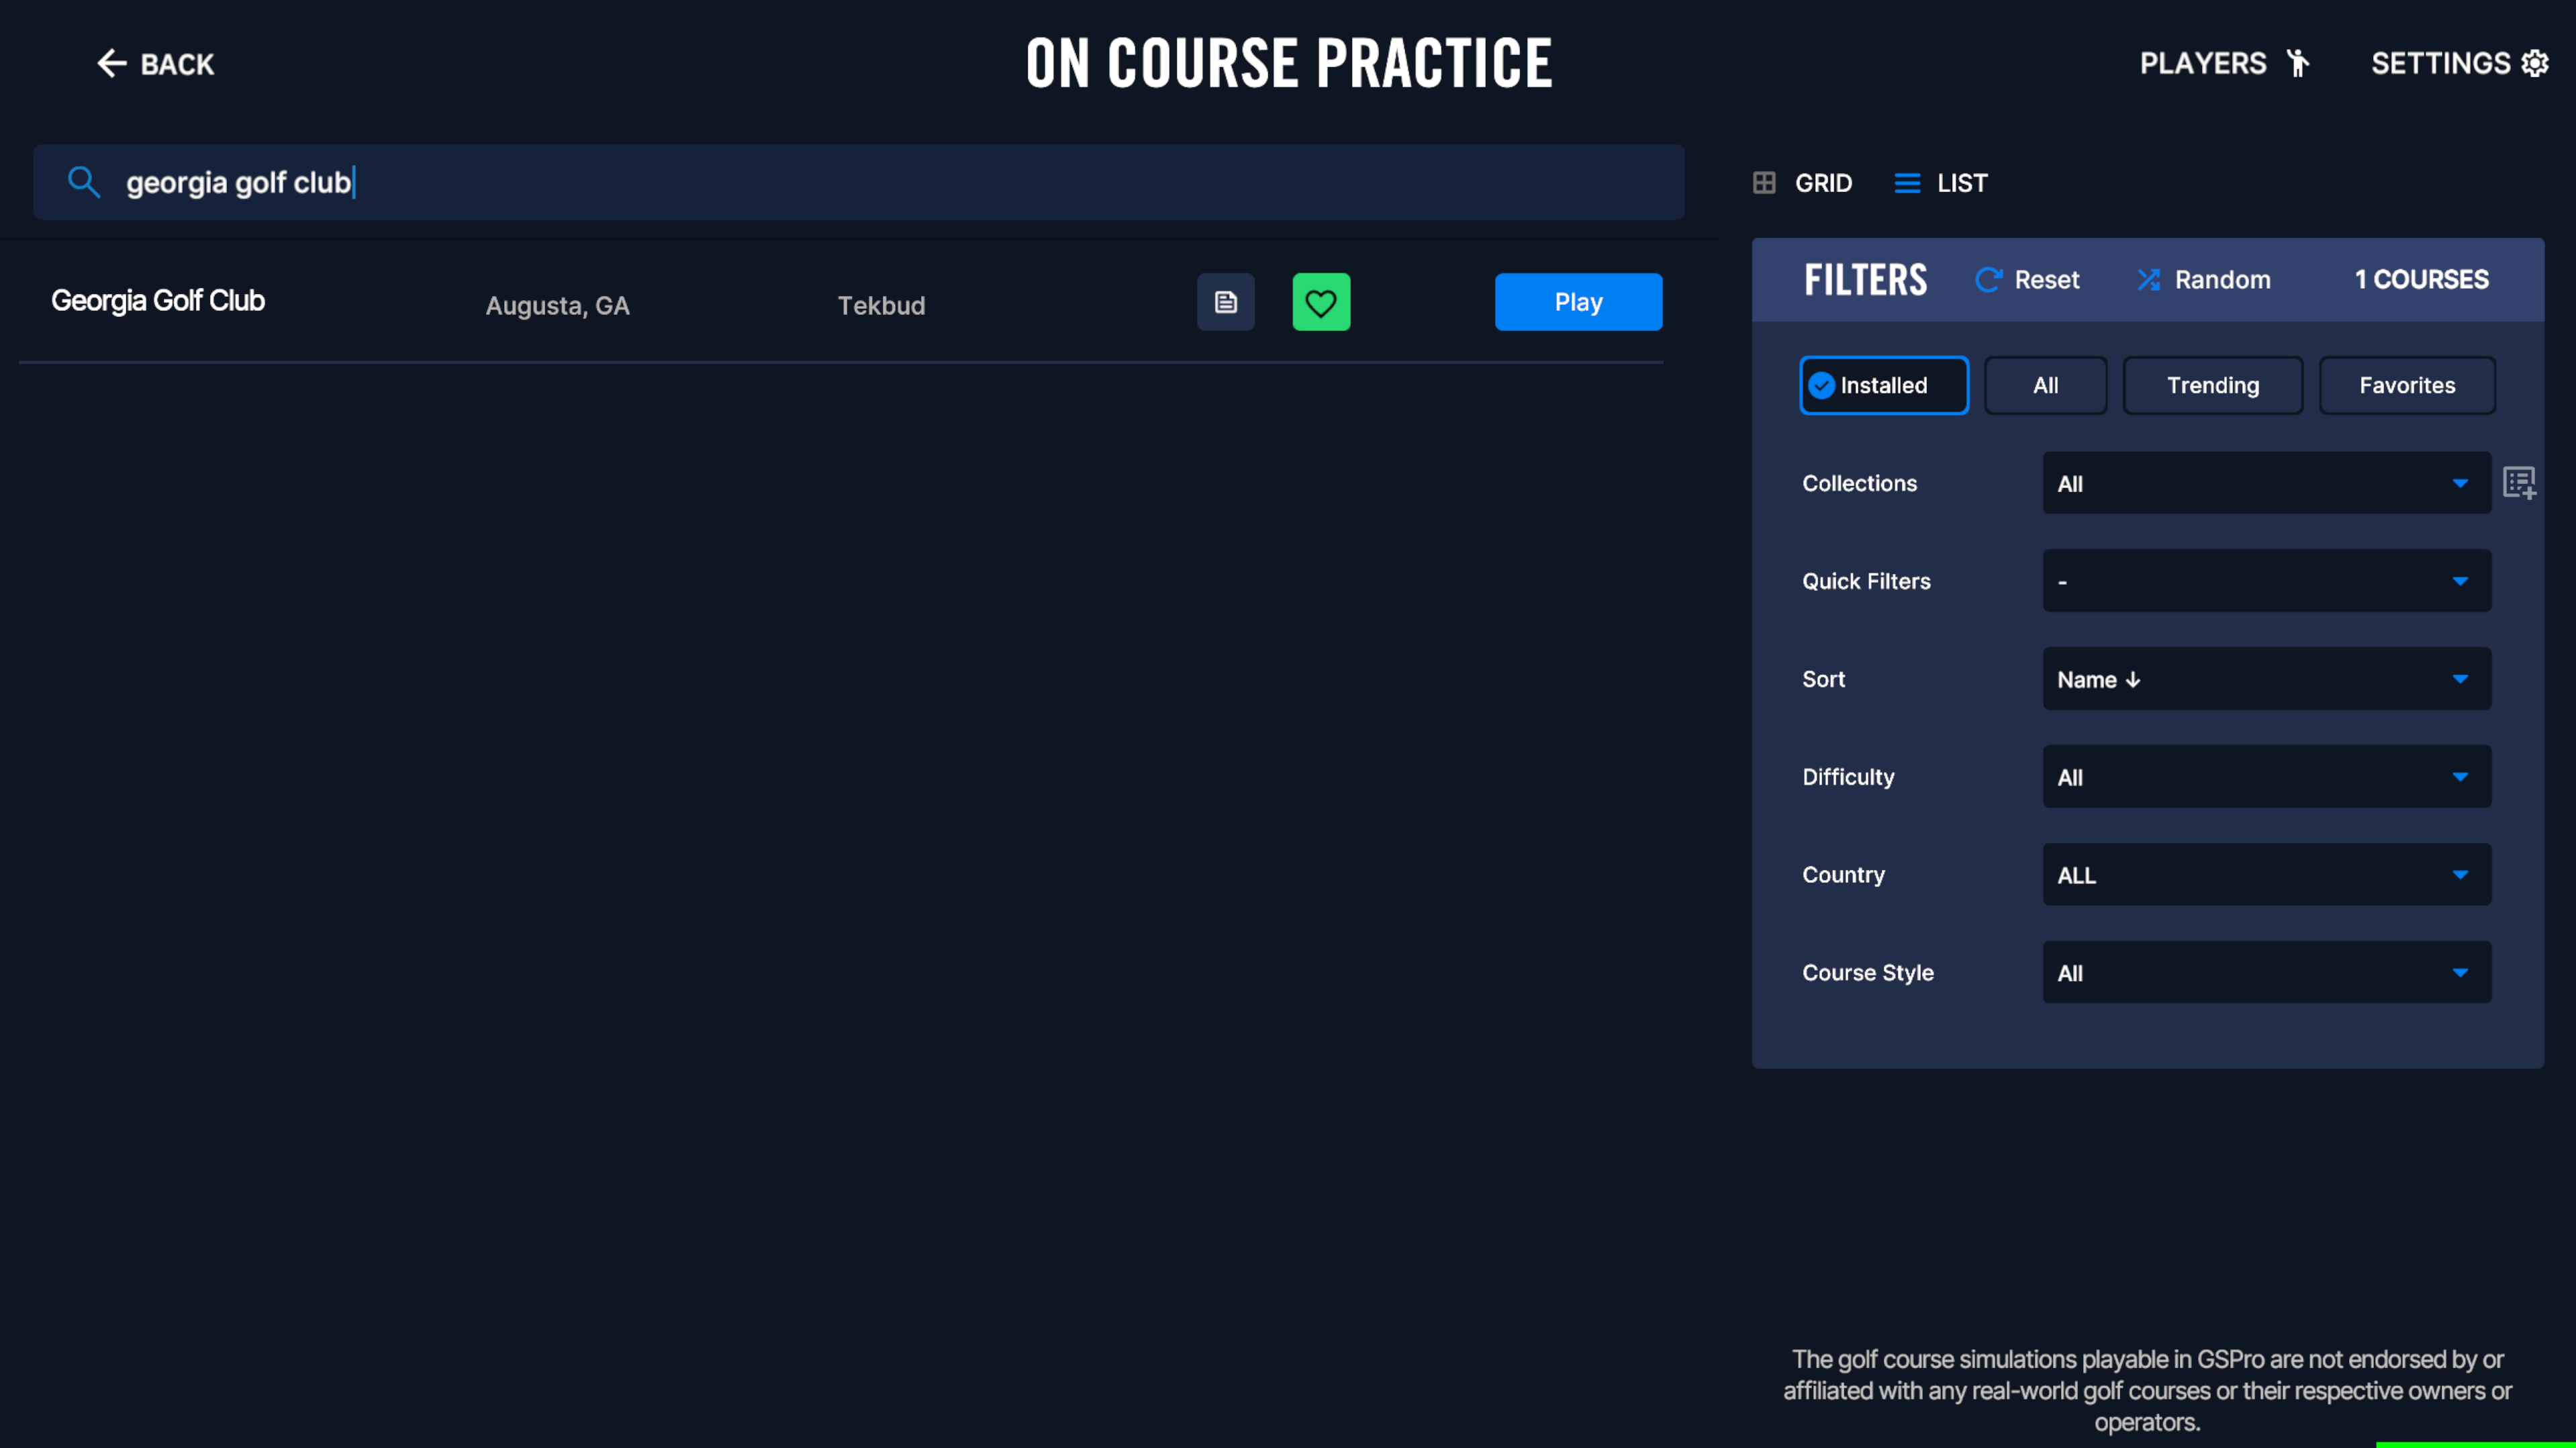 BACK
ON COURSE PRACTICE
PLAYERS
SETTINGS
georgia golf club
GRID
LIST
Georgia Golf Club
Augusta, GA
Tekbud
Play
FILTERS
Reset
Random
1 COURSES
Installed
All
Trending
Favorites
Collections
All
Quick Filters
-
Sort
Name ↓
Difficulty
All
Country
ALL
Course Style
All
The golf course simulations playable in GSPro are not endorsed by or
affiliated with any real-world golf courses or their respective owners or
operators.